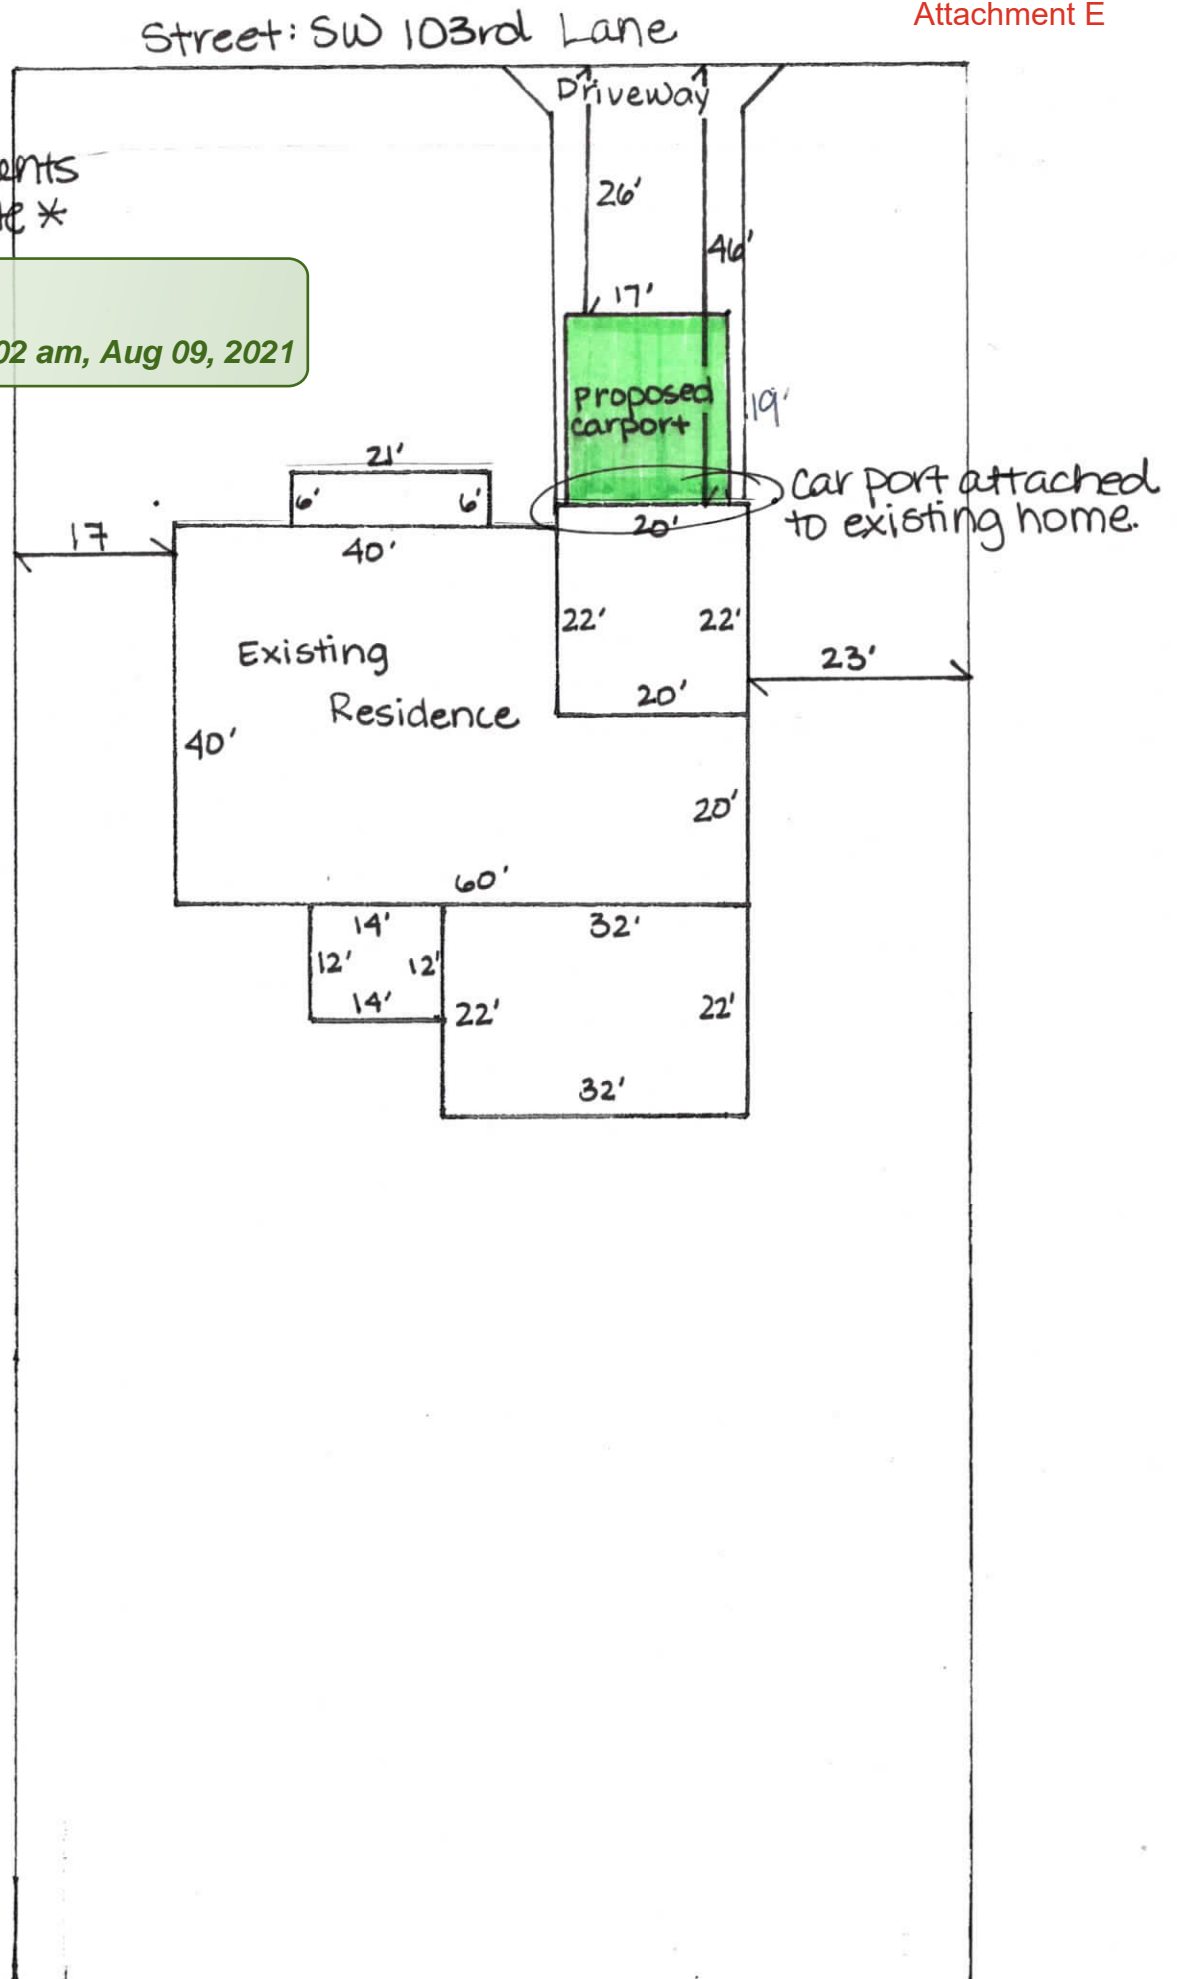 Attachment E
Street: SW 103rd Lane
Driveway
ents
te *
26'
46'
02 am, Aug 09, 2021
17'
Proposed
carport
19'
21'
6' 6'
Car port attached
to existing home.
20'
17
40'
22' 22'
Existing
Residence
23'
20'
40'
20'
60'
14' 32'
12' 12'
14' 22' 22'
32'